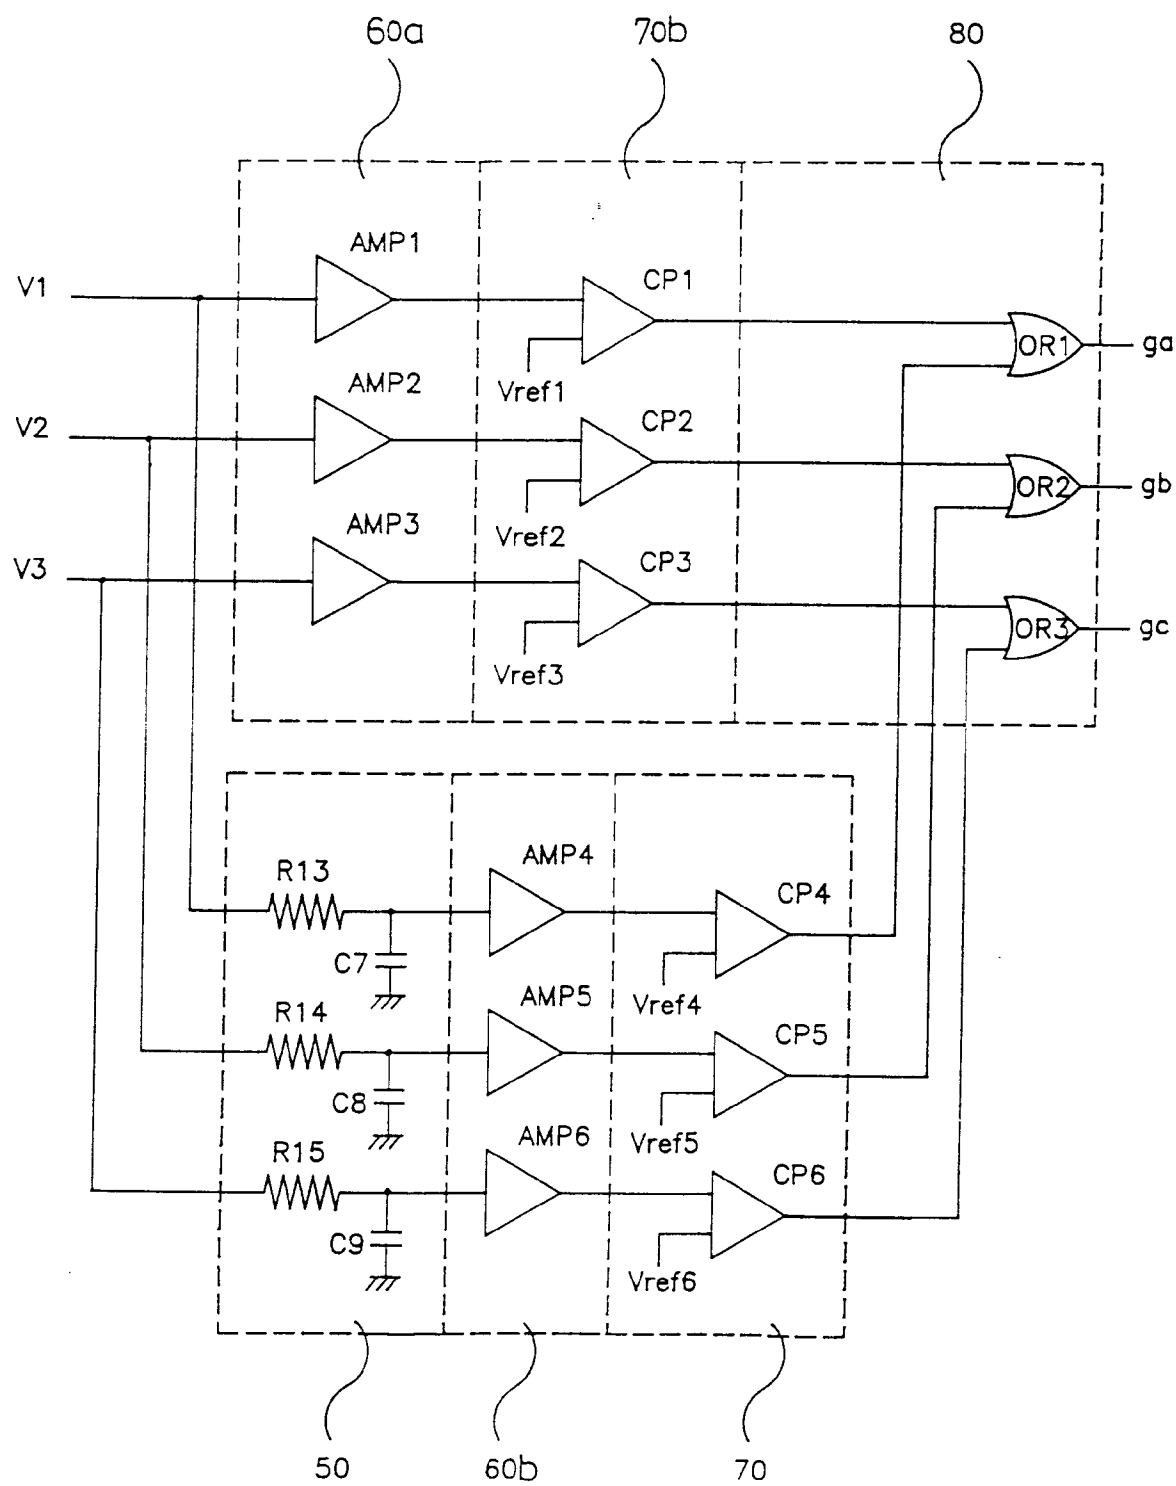 60a 70b 80
AMP1
V1
CP1
OR1 ga
Vref1
AMP2
V2
CP2
OR2 gb
Vref2
AMP3
V3
CP3
OR3 gc
Vref3
AMP4
R13
CP4
C7
Vref4
AMP5
R14
CP5
C8
Vref5
AMP6
R15
CP6
C9
Vref6
50 60b 70